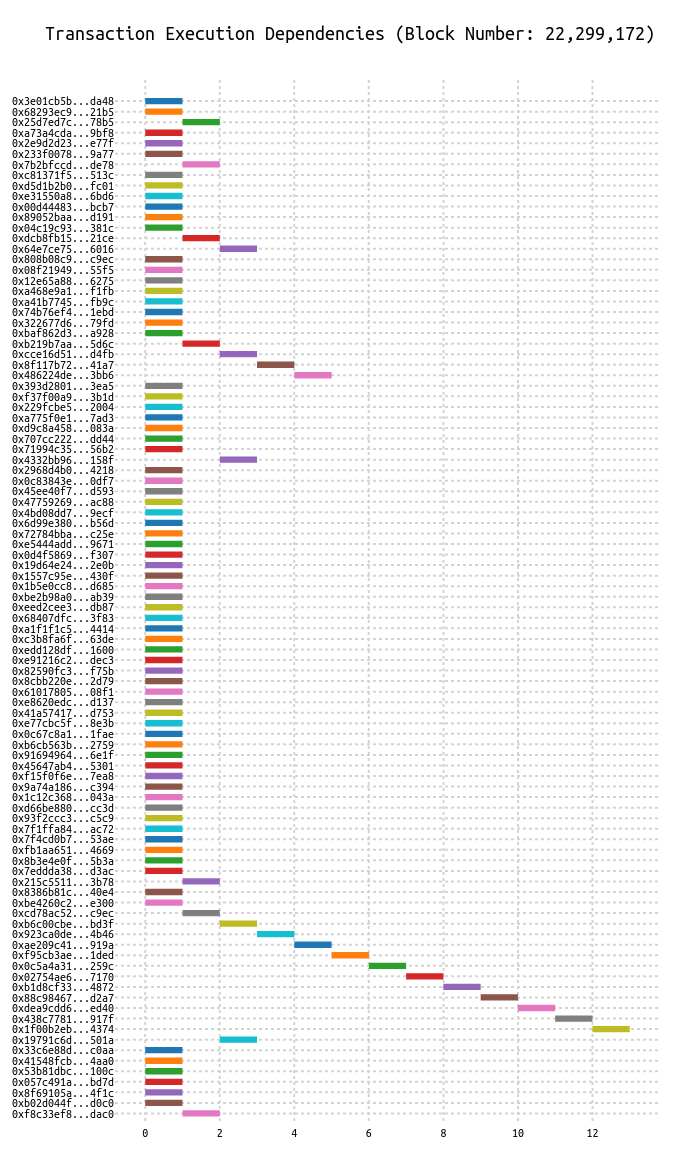 Transaction Execution Dependencies (Block Number: 22,299,172)
0x3e01cb5b...da48
0x68293ec9...21b5
0x25d7ed7c...78b5
0xa73a4cda...9bf8
0x2e9d2d23...e77f
0x233f0078...9a77
0x7b2bfccd...de78
0xc81371f5...513c
0xd5d1b2b0...fc01
0xe31550a8...6bd6
0x00d44483...bcb7
0x89052baa...d191
0x04c19c93...381c
0xdcb8fb15...21ce
0x64e7ce75...6016
0x808b08c9...c9ec
0x08f21949...55f5
0x12e65a88...6275
0xa468e9a1...f1fb
0xa41b7745...fb9c
0x74b76ef4...1ebd
0x322677d6...79fd
0xbaf862d3...a928
0xb219b7aa...5d6c
0xcce16d51...d4fb
0x8f117b72...41a7
0x486224de...3bb6
0x393d2801...3ea5
0xf37f00a9...3b1d
0x229fcbe5...2004
0xa775f0e1...7ad3
0xd9c8a458...083a
0x707cc222...dd44
0x71994c35...56b2
0x4332bb96...158f
0x2968d4b0...4218
0x0c83843e...0df7
0x45ee40f7...d593
0x47759269...ac88
0x4bd08dd7...9ecf
0x6d99e380...b56d
0x72784bba...c25e
0xe5444add...9671
0x0d4f5869...f307
0x19d64e24...2e0b
0x1557c95e...430f
0x1b5e0cc8...d685
0xbe2b98a0...ab39
0xeed2cee3...db87
0x68407dfc...3f83
0xa1f1f1c5...4414
0xc3b8fa6f...63de
0xedd128df...1600
0xe91216c2...dec3
0x82590fc3...f75b
0x8cbb220e...2d79
0x61017805...08f1
0xe8620edc...d137
0x41a57417...d753
0xe77cbc5f...8e3b
0x0c67c8a1...1fae
0xb6cb563b...2759
0x91694964...6e1f
0x45647ab4...5301
0xf15f0f6e...7ea8
0x9a74a186...c394
0x1c12c368...043a
0xd66be880...cc3d
0x93f2ccc3...c5c9
0x7f1ffa84...ac72
0x7f4cd0b7...53ae
0xfb1aa651...4669
0x8b3e4e0f...5b3a
0x7eddda38...d3ac
0x215c5511...3b78
0x8386b81c...40e4
0xbe4260c2...e300
0xcd78ac52...c9ec
0xb6c00cbe...bd3f
0x923ca0de...4b46
0xae209c41...919a
0xf95cb3ae...1ded
0x0c5a4a31...259c
0x02754ae6...7170
0xb1d8cf33...4872
0x88c98467...d2a7
0xdea9cdd6...ed40
0x438c7781...917f
0x1f00b2eb...4374
0x19791c6d...501a
0x33c6e88d...c0aa
0x41548fcb...4aa0
0x53b81dbc...100c
0x057c491a...bd7d
0x8f69105a...4f1c
0xb02d044f...d0c0
0xf8c33ef8...dac0
0 2 4 6 8 10 12